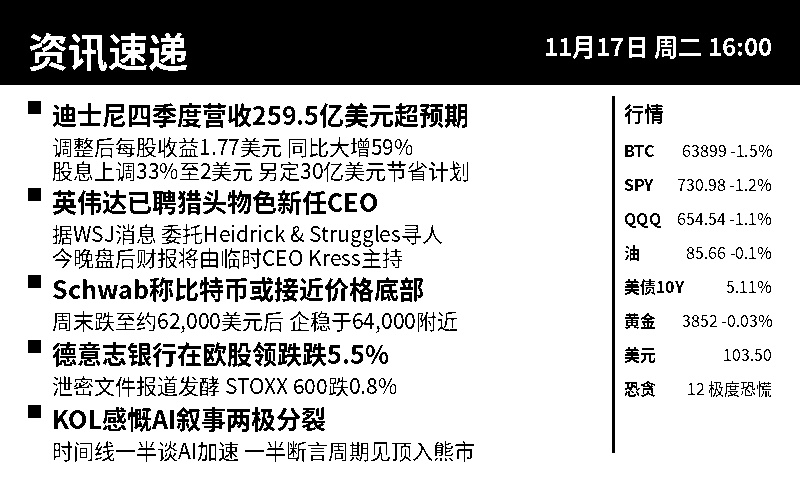 资讯速递
11月17日 周二 16:00
迪士尼四季度营收259.5亿美元超预期
调整后每股收益1.77美元 同比大增59%
股息上调33%至2美元 另定30亿美元节省计划
英伟达已聘猎头物色新任CEO
据WSJ消息 委托Heidrick & Struggles寻人
今晚盘后财报将由临时CEO Kress主持
Schwab称比特币或接近价格底部
周末跌至约62,000美元后 企稳于64,000附近
德意志银行在欧股领跌跌5.5%
泄密文件报道发酵 STOXX 600跌0.8%
KOL感慨AI叙事两极分裂
时间线一半谈AI加速 一半断言周期见顶入熊市
行情
BTC 63899 -1.5%
SPY 730.98 -1.2%
QQQ 654.54 -1.1%
油 85.66 -0.1%
美债10Y 5.11%
黄金 3852 -0.03%
美元 103.50
恐贪 12 极度恐慌